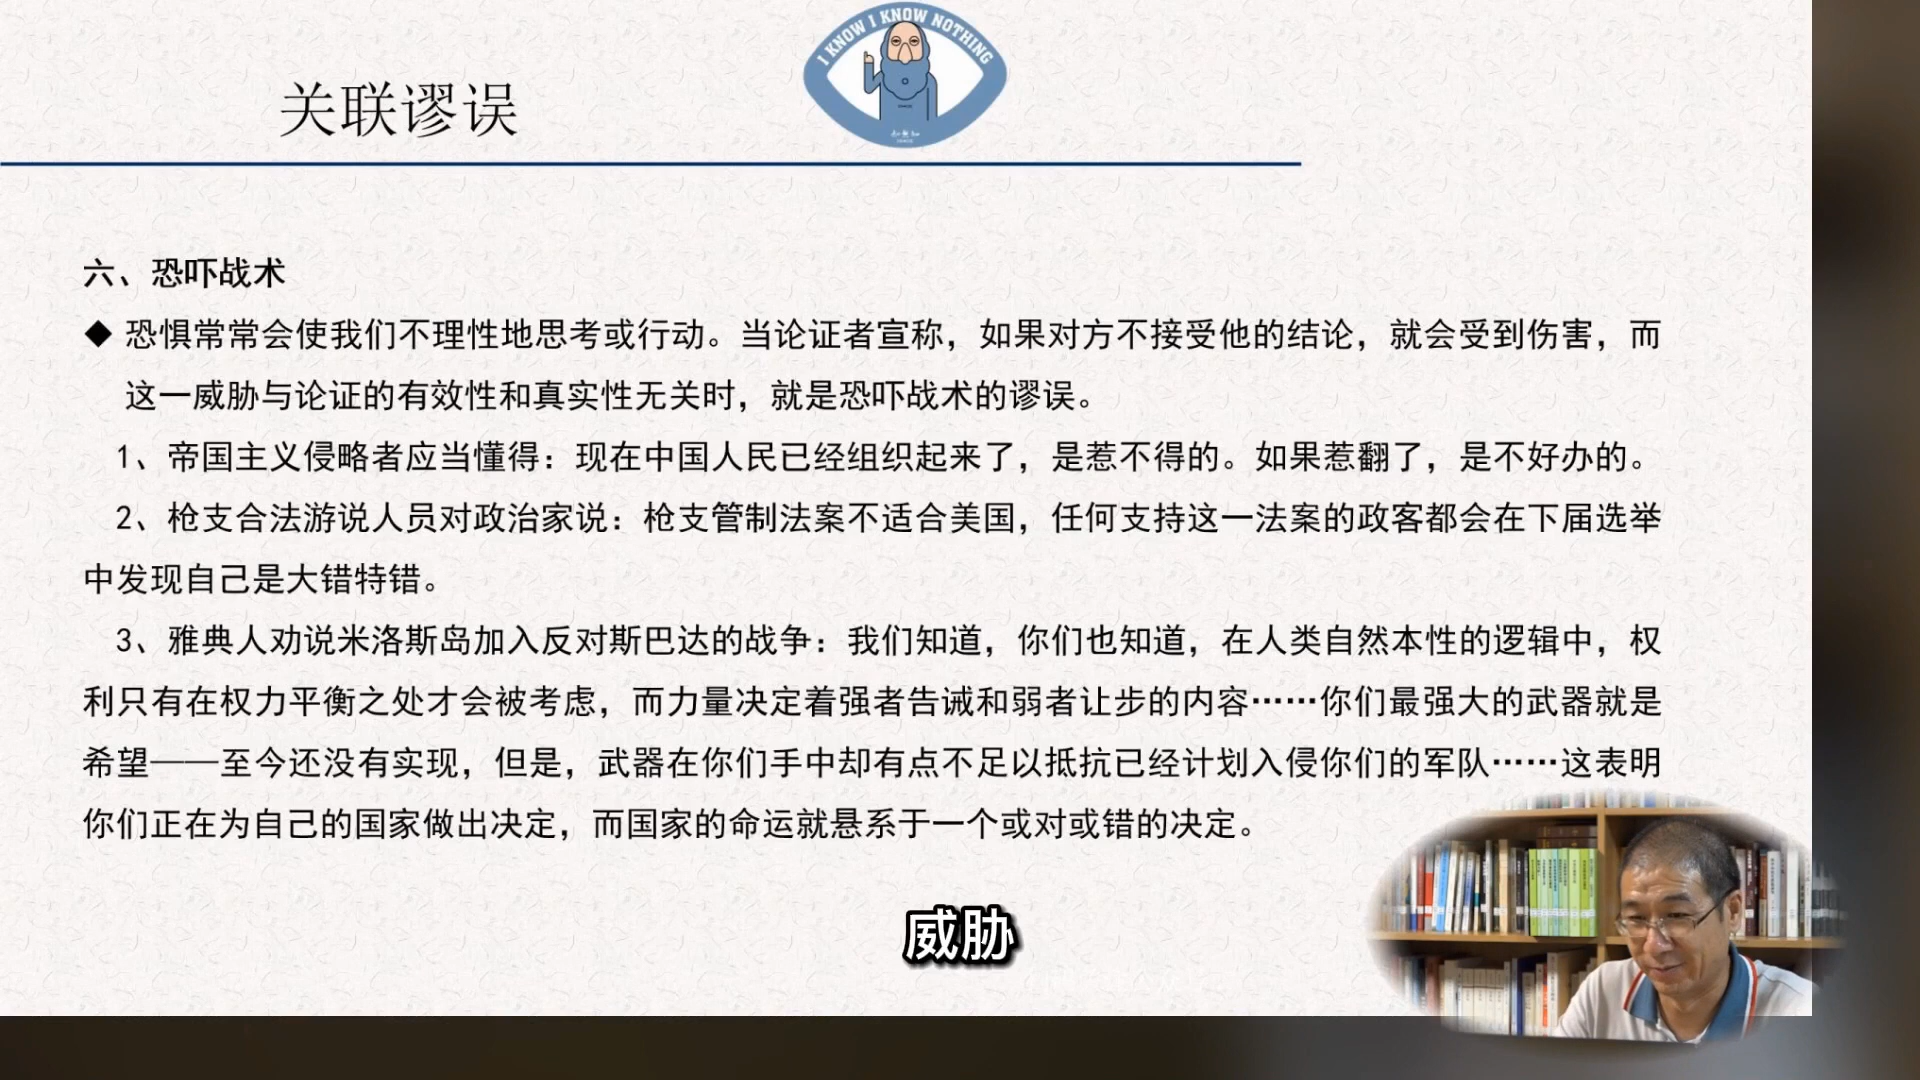 I KNOW I KNOW NOTHING
关联谬误
六、恐吓战术
◆ 恐惧常常会使我们不理性地思考或行动。当论证者宣称，如果对方不接受他的结论，就会受到伤害，而
这一威胁与论证的有效性和真实性无关时，就是恐吓战术的谬误。
1、帝国主义侵略者应当懂得：现在中国人民已经组织起来了，是惹不得的。如果惹翻了，是不好办的。
2、枪支合法游说人员对政治家说：枪支管制法案不适合美国，任何支持这一法案的政客都会在下届选举
中发现自己是大错特错。
3、雅典人劝说米洛斯岛加入反对斯巴达的战争：我们知道，你们也知道，在人类自然本性的逻辑中，权
利只有在权力平衡之处才会被考虑，而力量决定着强者告诫和弱者让步的内容……你们最强大的武器就是
希望——至今还没有实现，但是，武器在你们手中却有点不足以抵抗已经计划入侵你们的军队……这表明
你们正在为自己的国家做出决定，而国家的命运就悬系于一个或对或错的决定。
威胁